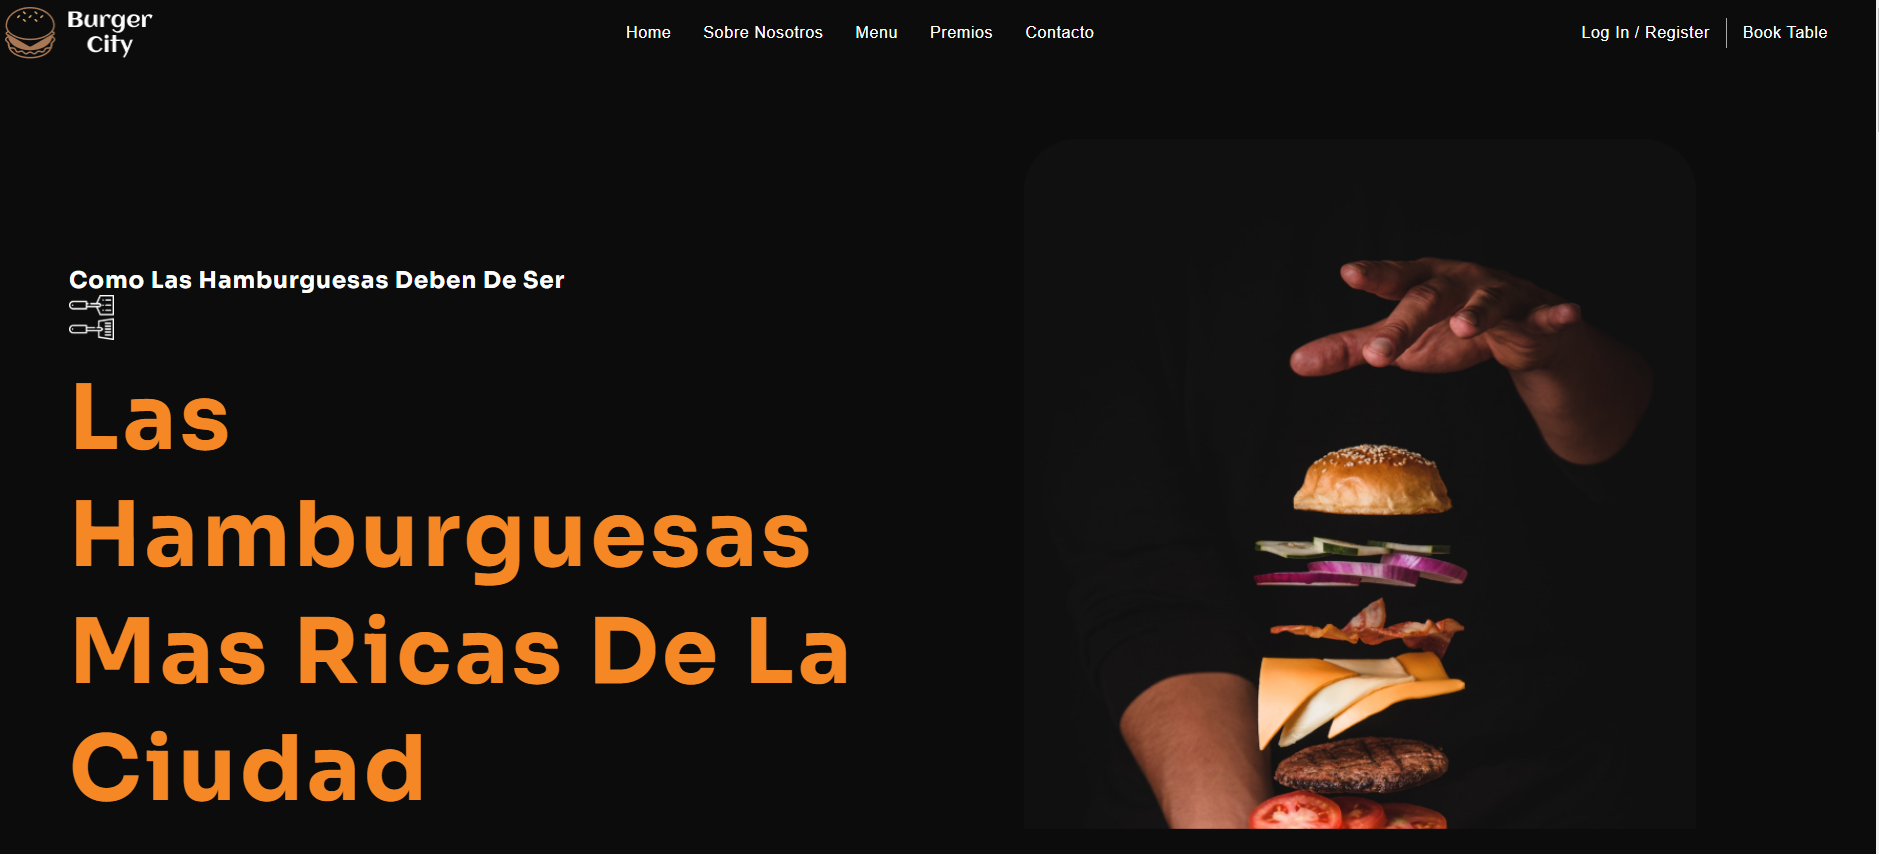 Burger
City
Home
Sobre Nosotros
Menu
Premios
Contacto
Log In / Register
Book Table
Como Las Hamburguesas Deben De Ser
Las
Hamburguesas
Mas Ricas De La
Ciudad